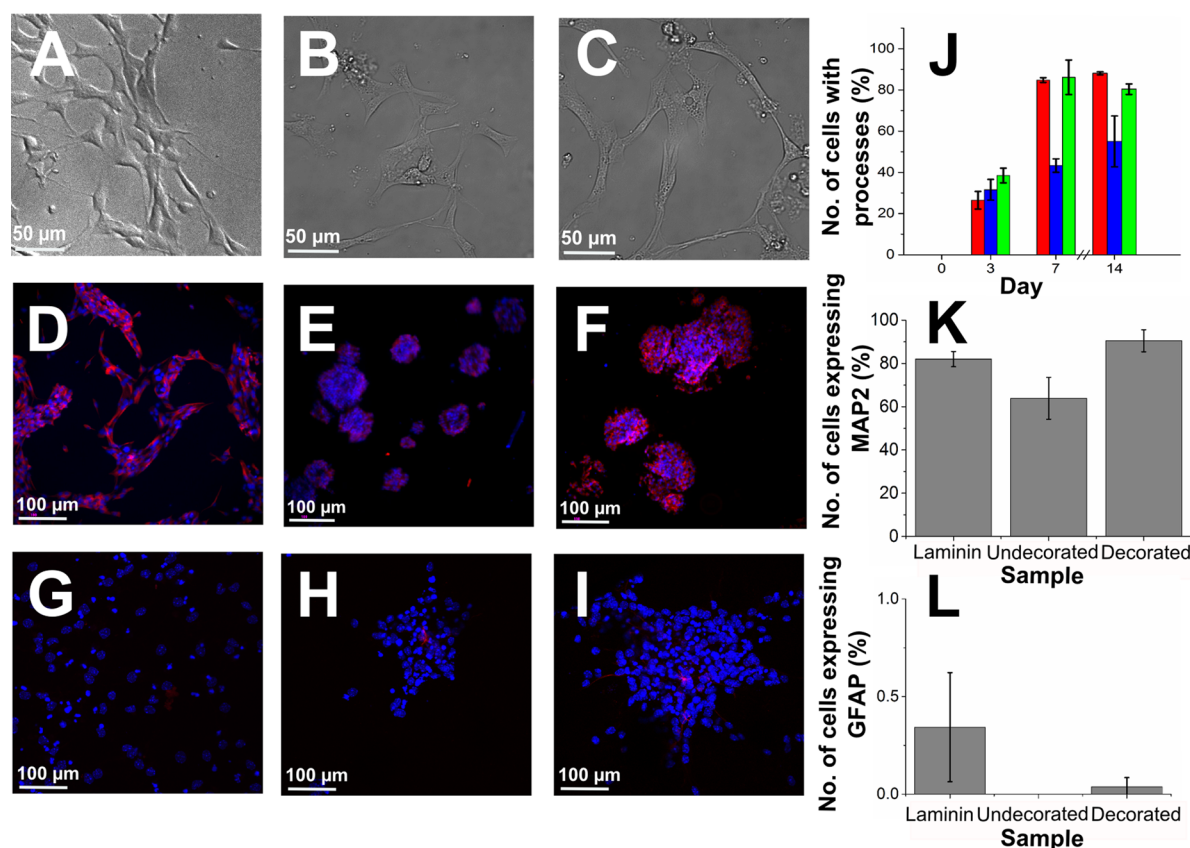 A
50 µm
B
50 µm
C
50 µm
J
No. of cells with
processes (%)
100
80
60
40
20
0
0
3
7
14
Day
D
100 µm
E
100 µm
F
100 µm
K
No. of cells expressing
MAP2 (%)
100
80
60
40
20
0
Laminin Undecorated Decorated
Sample
G
100 µm
H
100 µm
I
100 µm
L
No. of cells expressing
GFAP (%)
1.0
0.5
0.0
Laminin Undecorated Decorated
Sample